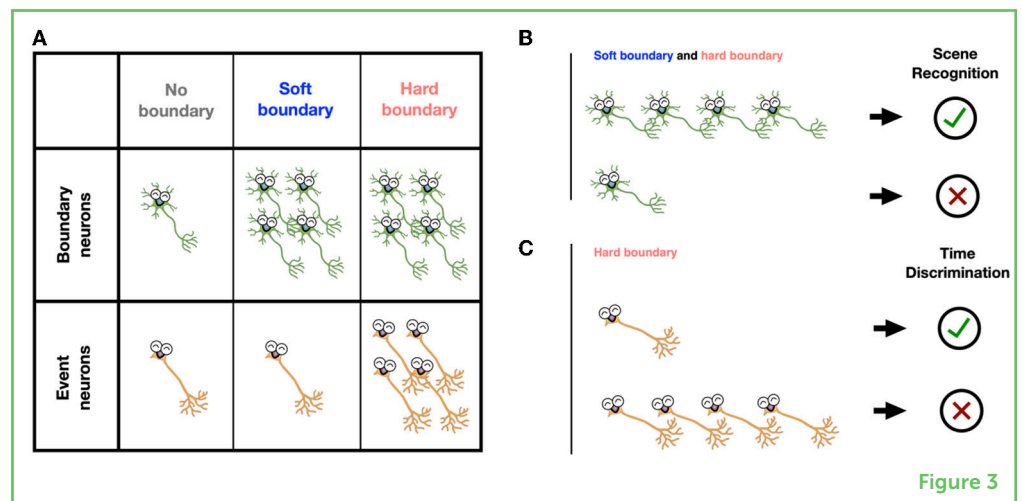 A
No
boundary
Soft
boundary
Hard
boundary
Boundary
neurons
Event
neurons
B
Soft boundary and hard boundary
Scene
Recognition
C
Hard boundary
Time
Discrimination
Figure 3